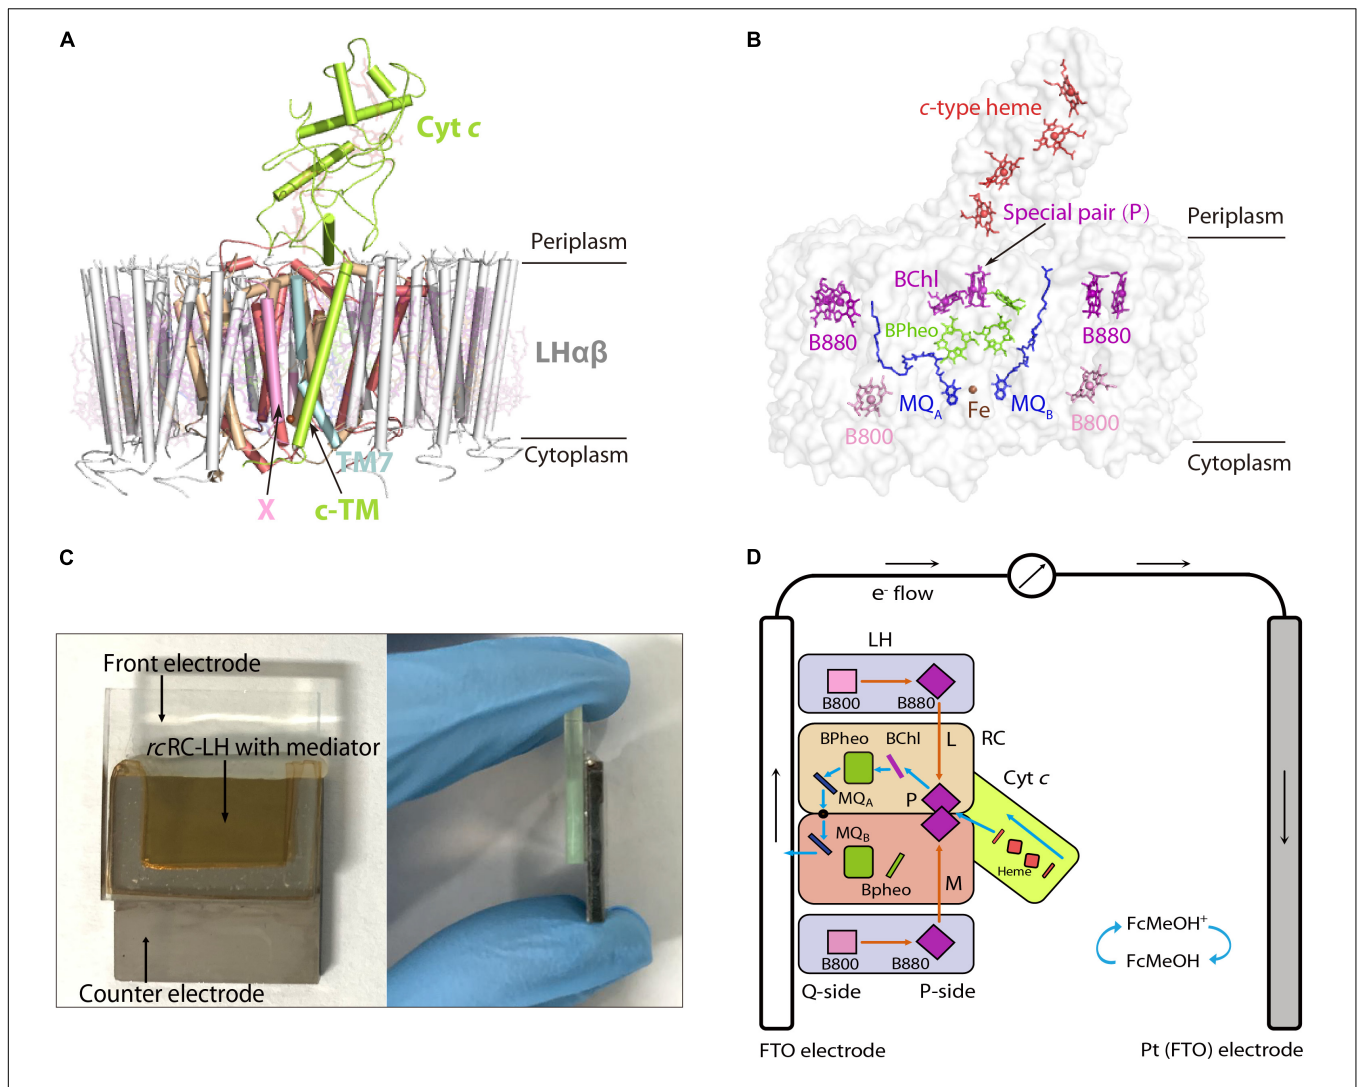 A
Cyt c
Periplasm
LHαβ
Cytoplasm
TM7
X
c-TM
B
c-type heme
Special pair (P)
Periplasm
BChl
B880
BPheo
B880
MQA
Fe
MQB
B800
B800
Cytoplasm
C
Front electrode
rcRC-LH with mediator
Counter electrode
D
e- flow
LH
B800
B880
BPheo
BChl
L
RC
MQA
P
Cyt c
MQB
Heme
Bpheo
M
B800
B880
Q-side
P-side
FcMeOH+
FcMeOH
FTO electrode
Pt (FTO) electrode